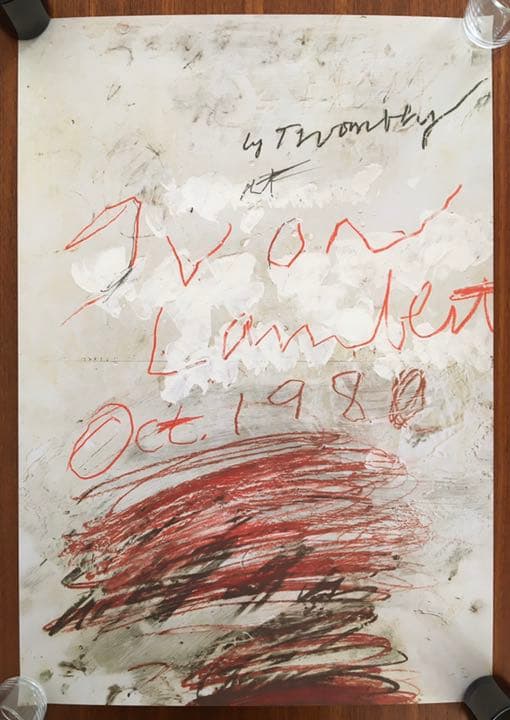 Cy Twombly
at
Yvon
Lambert
Oct. 1980